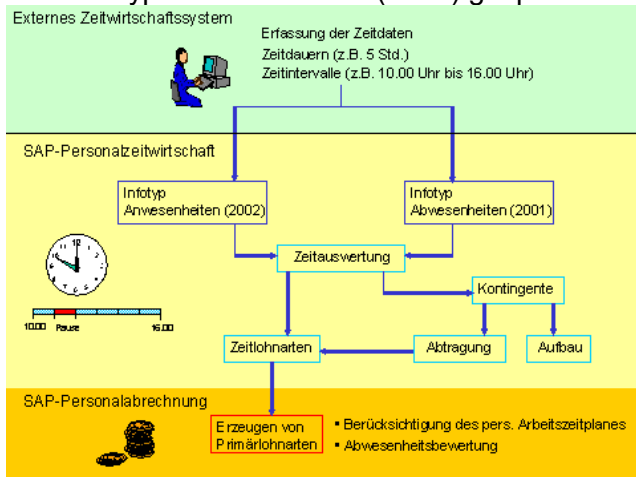 Externes Zeitwirtschaftssystem
Erfassung der Zeitdaten
Zeitdauern (z.B. 5 Std.)
Zeitintervalle (z.B. 10.00 Uhr bis 16.00 Uhr)
SAP-Personalzeitwirtschaft
Infotyp
Anwesenheiten (2002)
Infotyp
Abwesenheiten (2001)
Zeitauswertung
Kontingente
10.00 Pause 16.00
Zeitlohnarten
Abtragung
Aufbau
SAP-Personalabrechnung
Erzeugen von
Primärlohnarten
▪ Berücksichtigung des pers. Arbeitszeitplanes
▪ Abwesenheitsbewertung